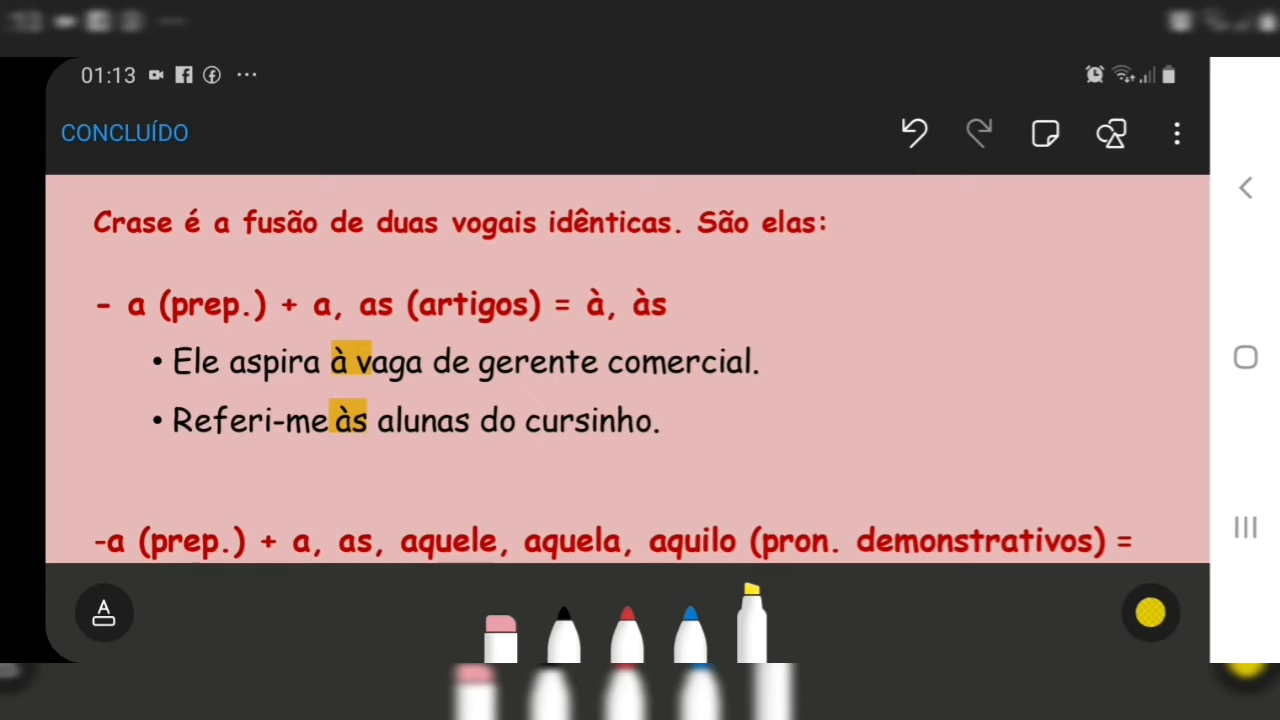 01:13
CONCLUÍDO
Crase é a fusão de duas vogais idênticas. São elas:
- a (prep.) + a, as (artigos) = à, às
• Ele aspira à vaga de gerente comercial.
• Referi-me às alunas do cursinho.
-a (prep.) + a, as, aquele, aquela, aquilo (pron. demonstrativos) =
A